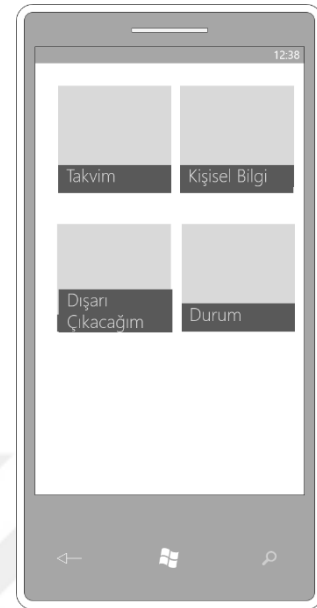 12:38
Takvim
Kişisel Bilgi
Dışarı
Çıkacağım
Durum